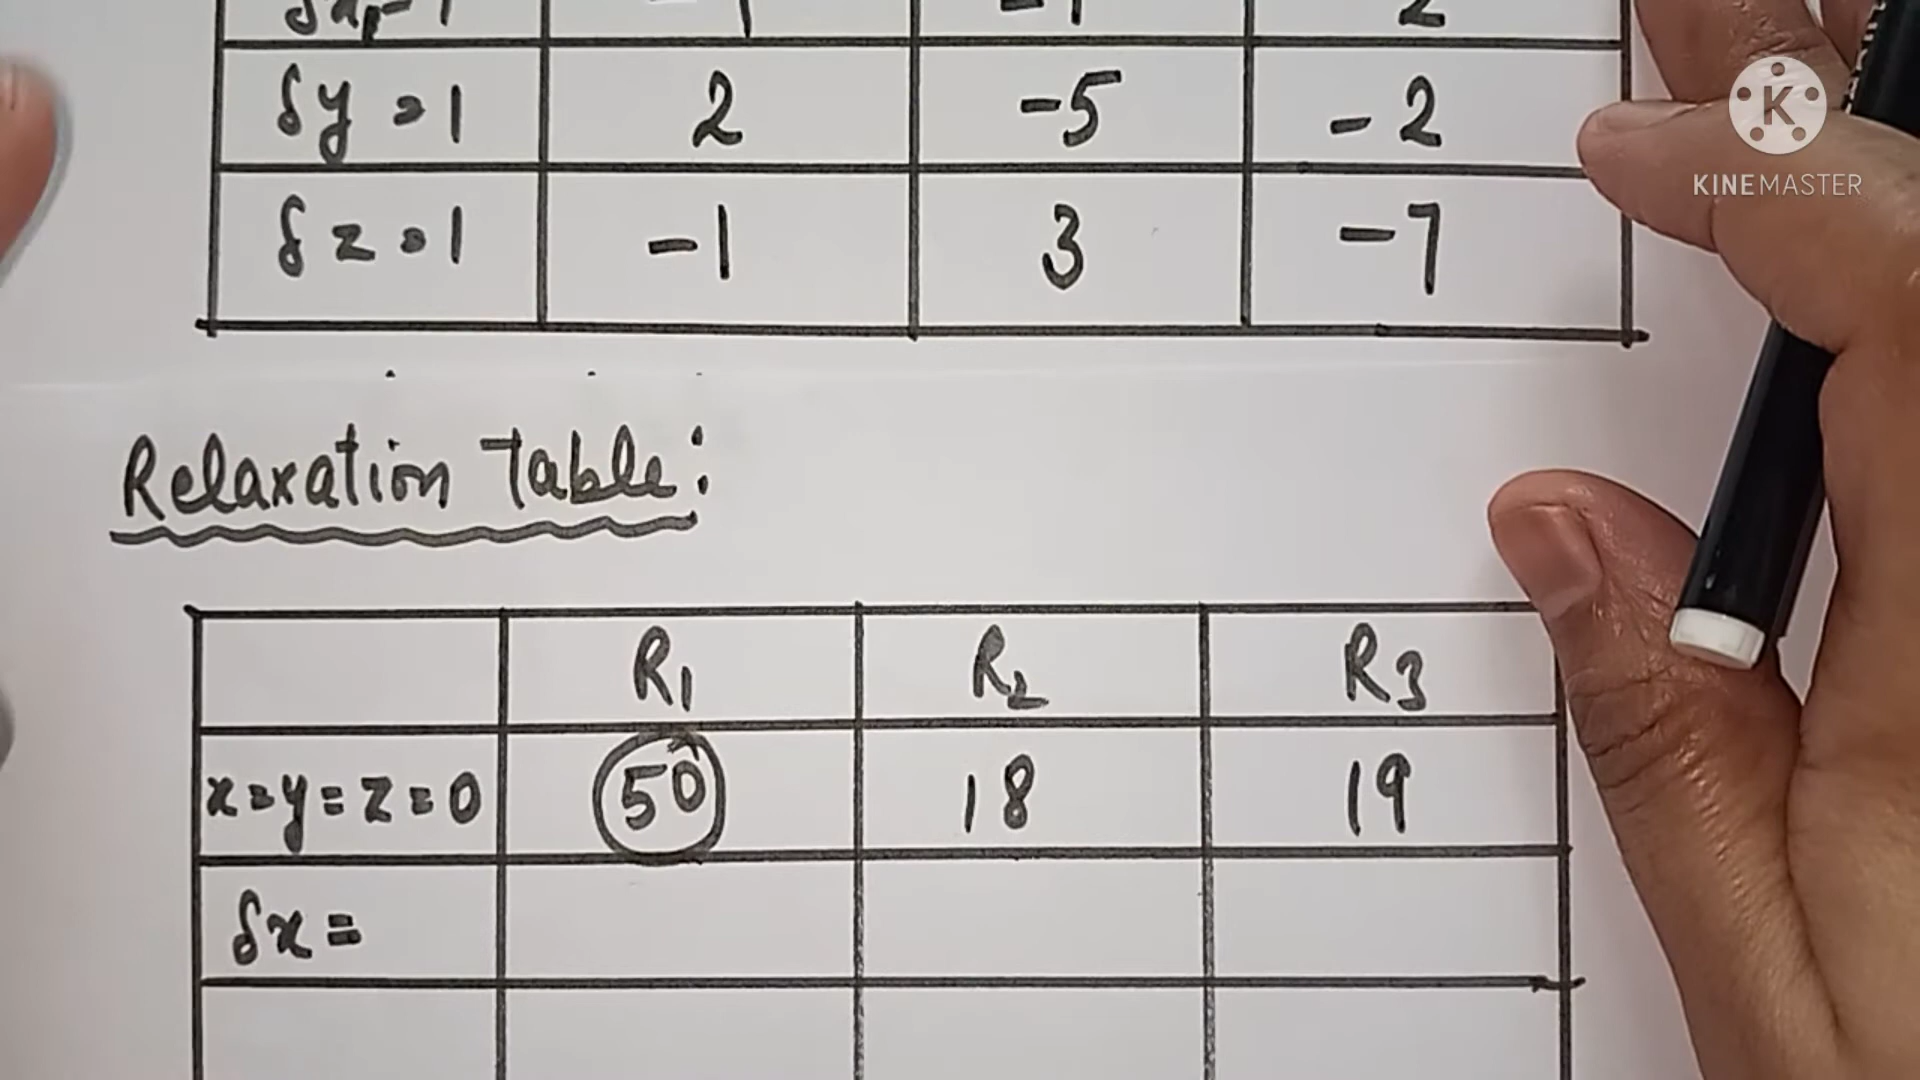 δy = 1 2 -5 -2
δz = 1 -1 3 -7
KINEMASTER
Relaxation Table:
R1 R2 R3
x=y=z=0 50 18 19
δx =